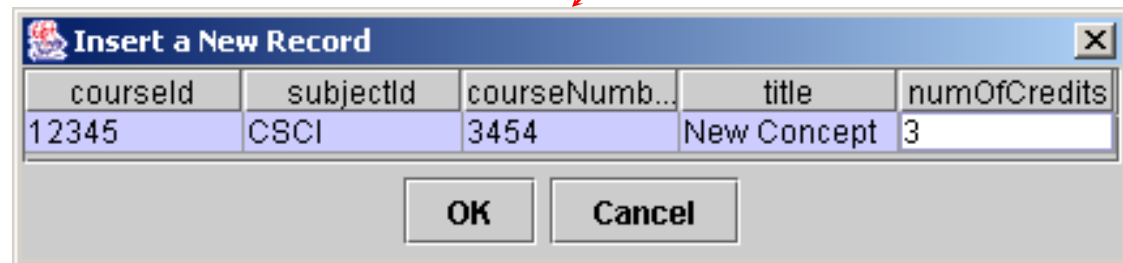 Insert a New Record
courseId subjectId courseNumb... title numOfCredits
12345 CSCI 3454 New Concept 3
OK Cancel